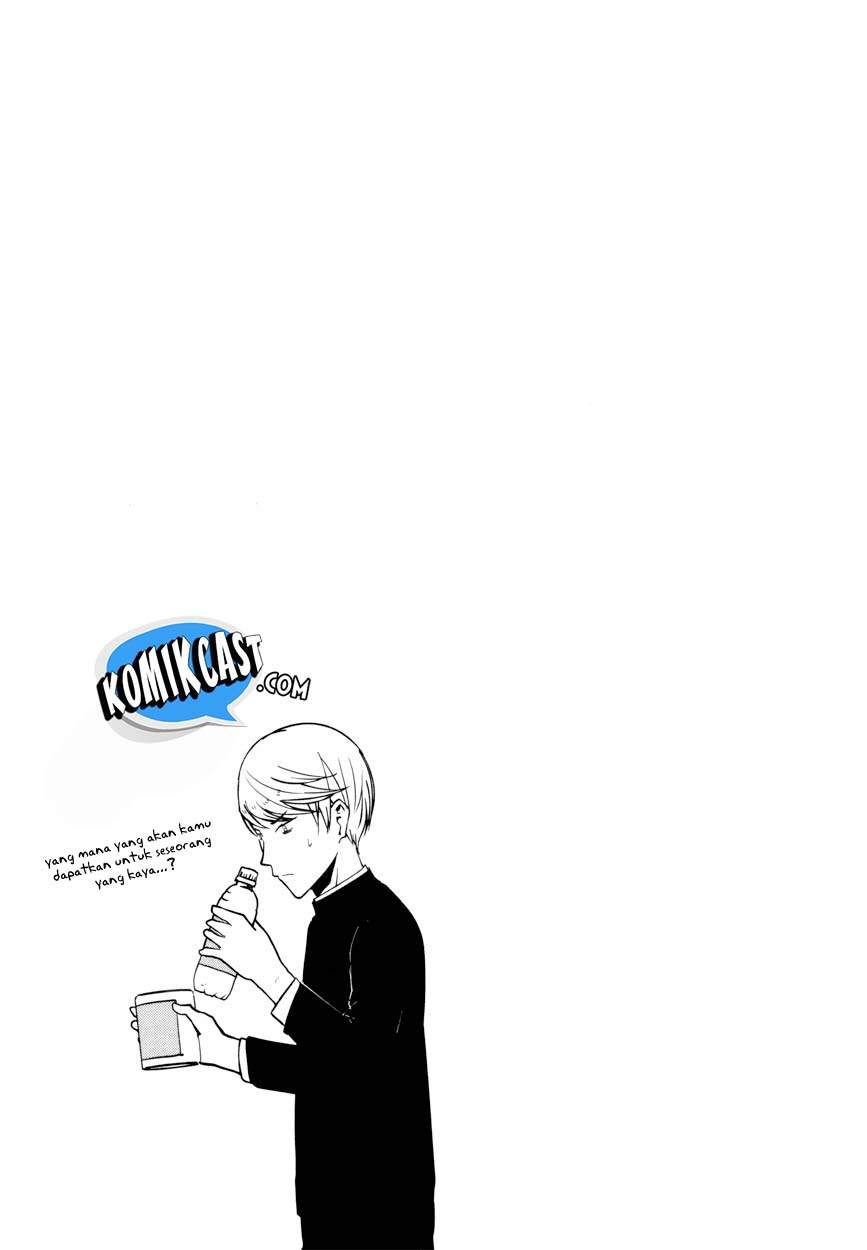 KOMIKCAST
.COM
yang mana yang akan kamu
dapatkan untuk seseorang
yang kaya...?